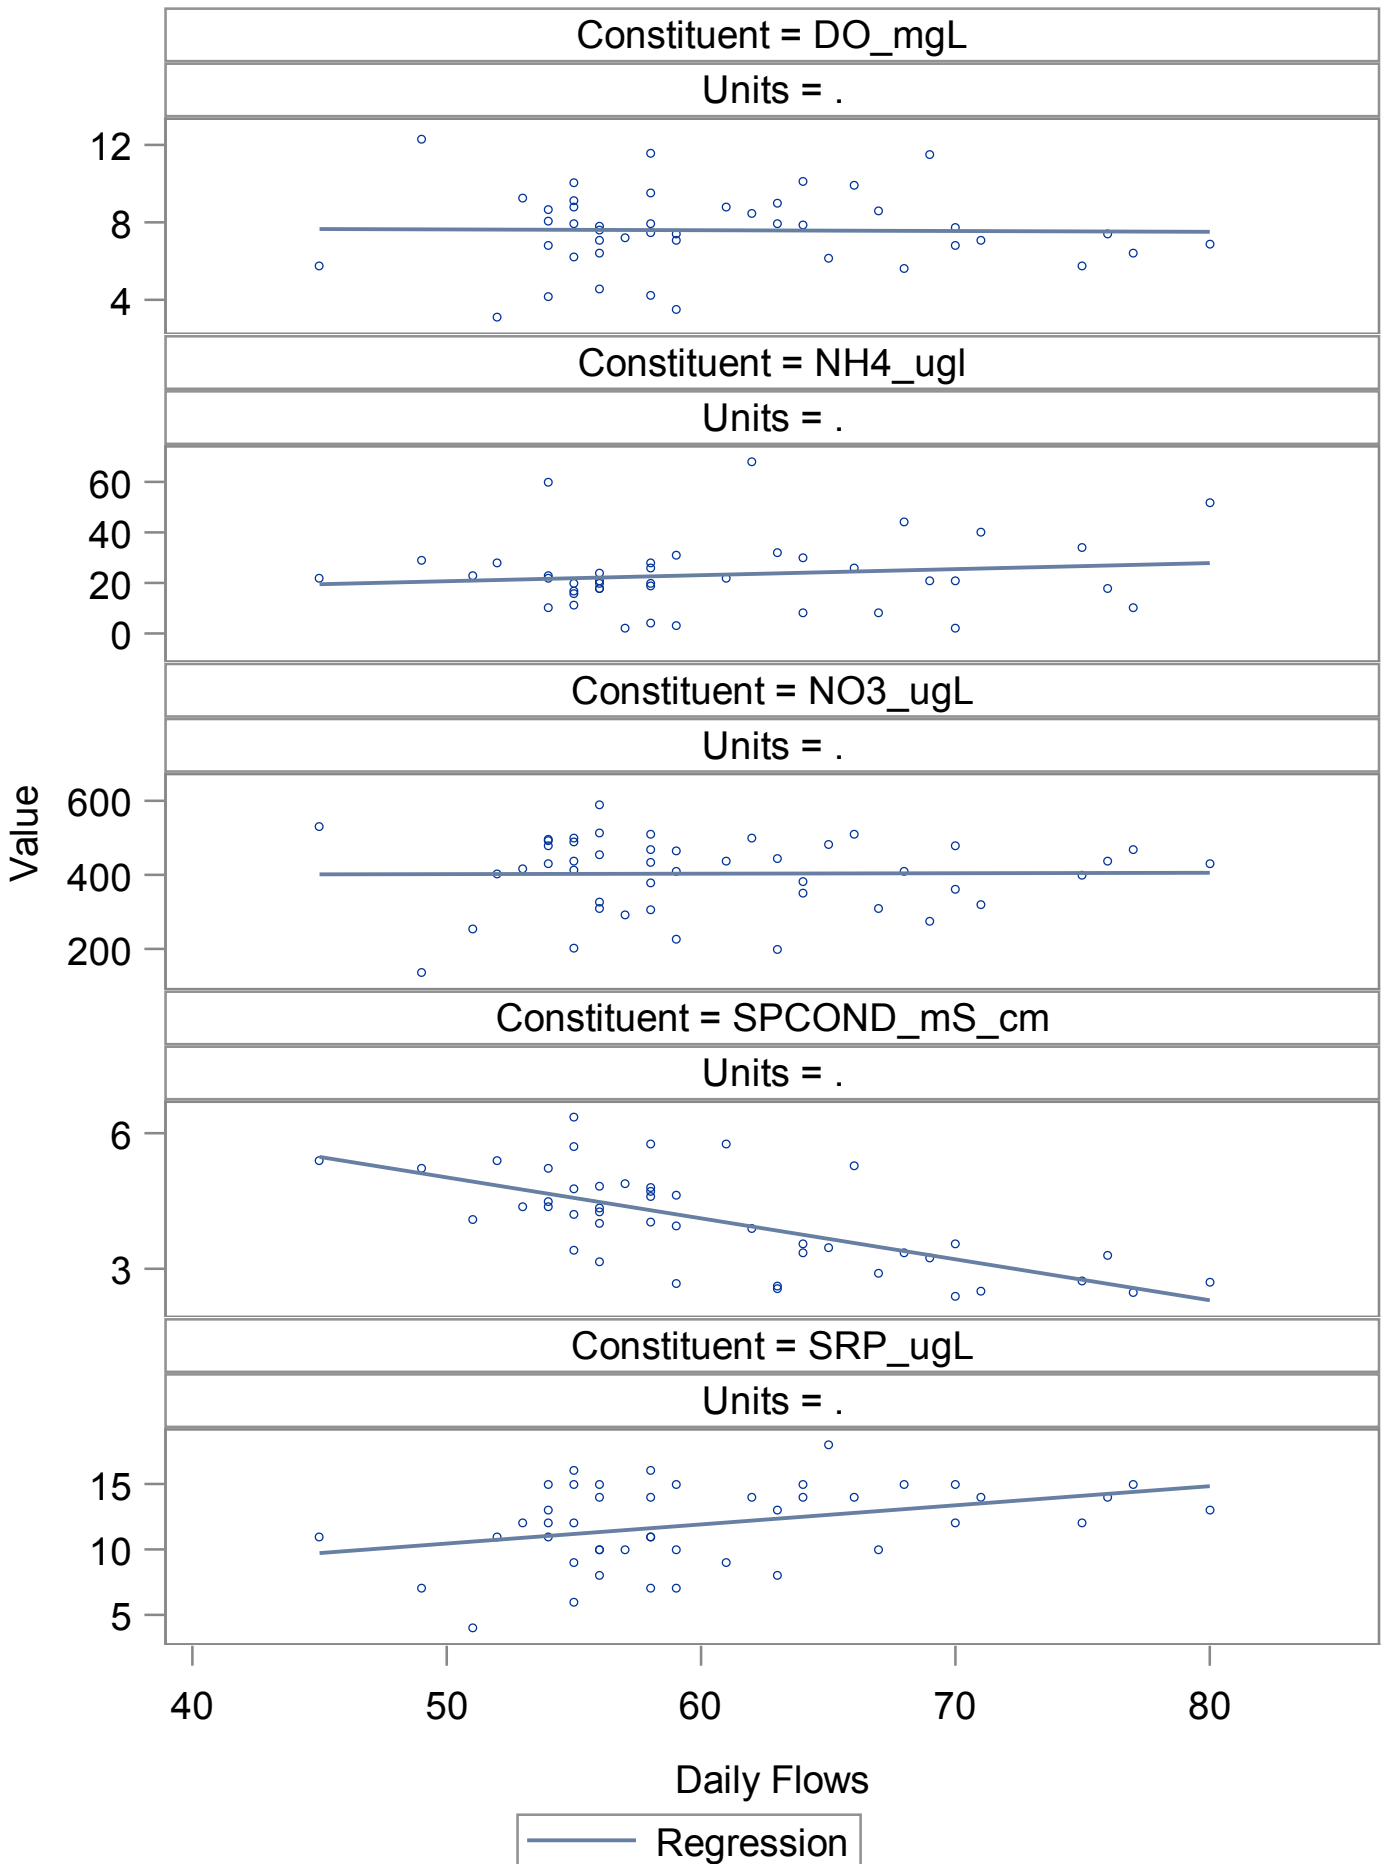 Constituent = DO_mgL
Units = .
12
8
4
Constituent = NH4_ugl
Units = .
60
40
20
0
Constituent = NO3_ugL
Units = .
600
400
200
Value
Constituent = SPCOND_mS_cm
Units = .
6
3
Constituent = SRP_ugL
Units = .
15
10
5
40 50 60 70 80
Daily Flows
Regression